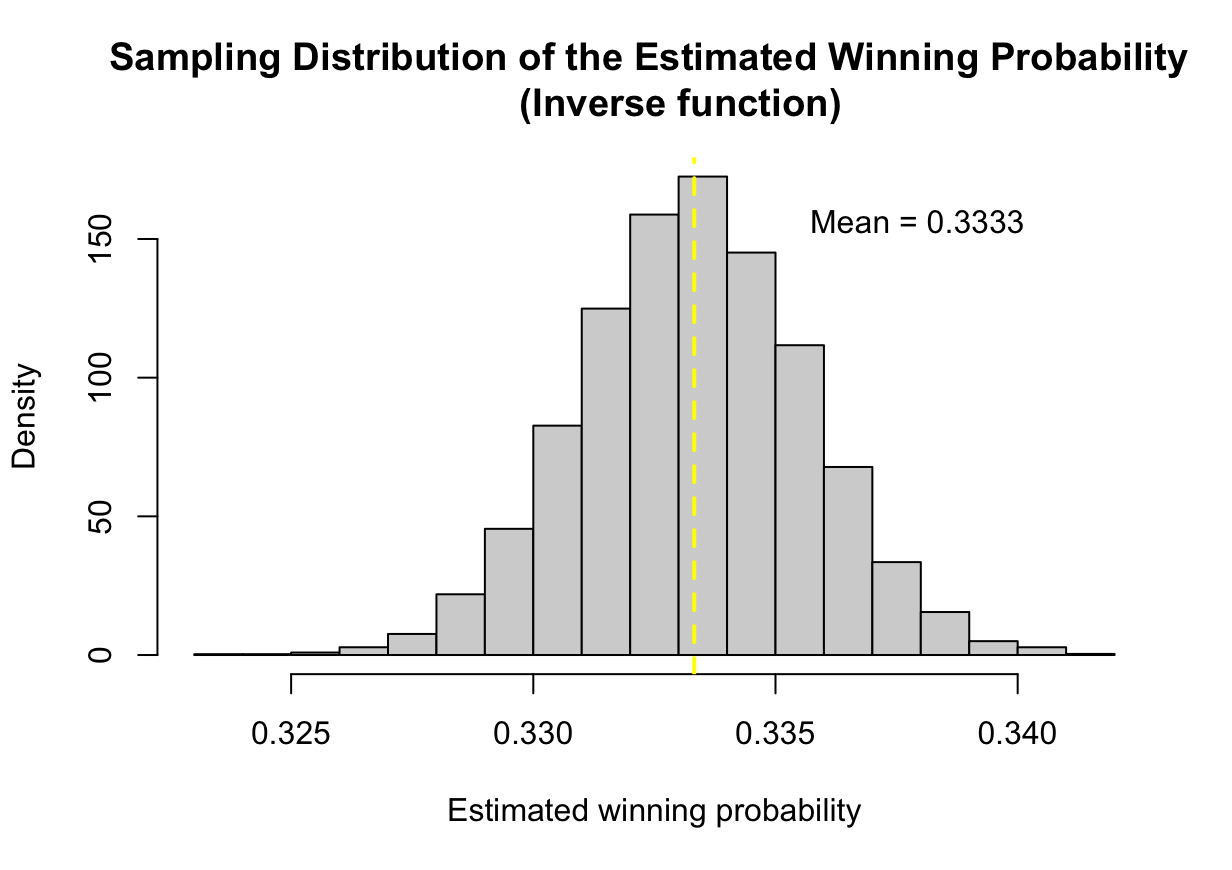 Sampling Distribution of the Estimated Winning Probability
(Inverse function)
Mean = 0.3333
Density
150
100
50
0
0.325 0.330 0.335 0.340
Estimated winning probability